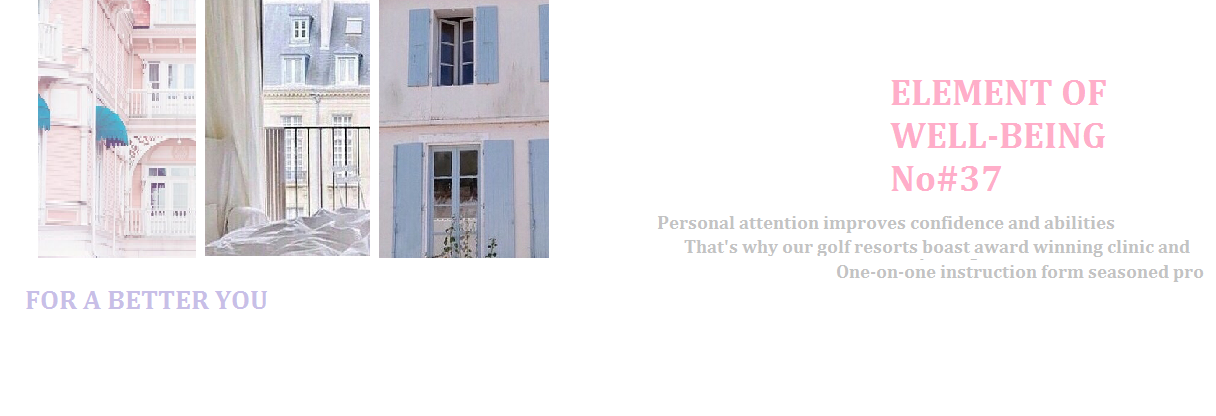 ELEMENT OF
WELL-BEING
No#37
Personal attention improves confidence and abilities
That's why our golf resorts boast award winning clinic and
One-on-one instruction form seasoned pro
FOR A BETTER YOU